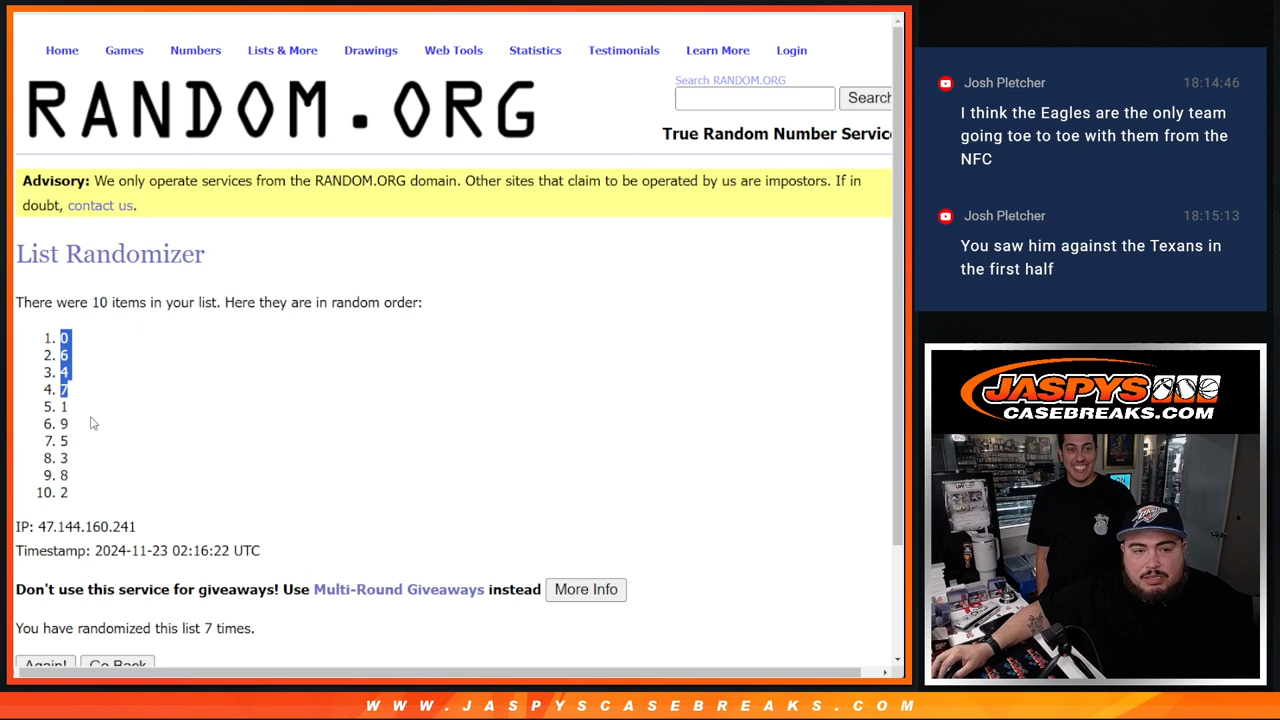 Home Games Numbers Lists & More Drawings Web Tools Statistics Testimonials Learn More Login
RANDOM.ORG
Search RANDOM.ORG
Search
True Random Number Servic
Advisory: We only operate services from the RANDOM.ORG domain. Other sites that claim to be operated by us are impostors. If in
doubt, contact us.
List Randomizer
There were 10 items in your list. Here they are in random order:
1. 0
2. 6
3. 4
4. 7
5. 1
6. 9
7. 5
8. 3
9. 8
10. 2
IP: 47.144.160.241
Timestamp: 2024-11-23 02:16:22 UTC
Don't use this service for giveaways! Use Multi-Round Giveaways instead More Info
You have randomized this list 7 times.
Again! Go Back
Josh Pletcher 18:14:46
I think the Eagles are the only team
going toe to toe with them from the
NFC
Josh Pletcher 18:15:13
You saw him against the Texans in
the first half
JASPYS
CASEBREAKS.COM
WWW.JASPYSCASEBREAKS.COM